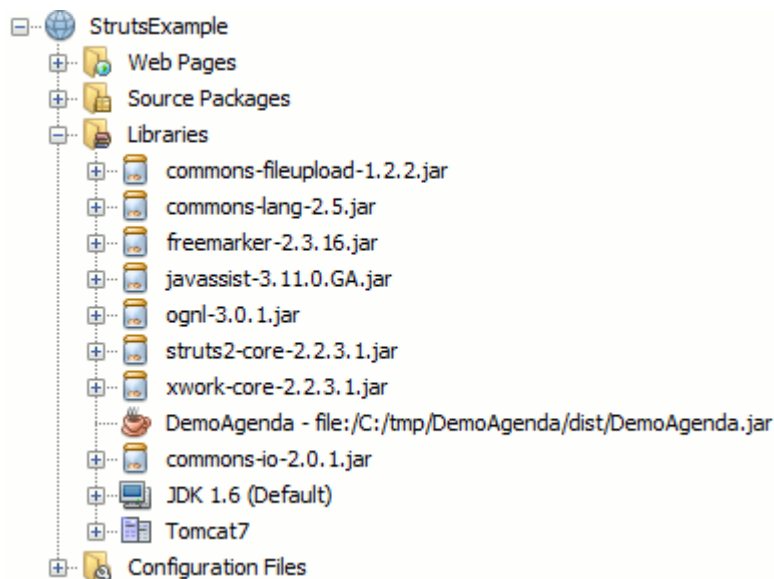 StrutsExample
Web Pages
Source Packages
Libraries
commons-fileupload-1.2.2.jar
commons-lang-2.5.jar
freemarker-2.3.16.jar
javassist-3.11.0.GA.jar
ognl-3.0.1.jar
struts2-core-2.2.3.1.jar
xwork-core-2.2.3.1.jar
DemoAgenda - file:/C:/tmp/DemoAgenda/dist/DemoAgenda.jar
commons-io-2.0.1.jar
JDK 1.6 (Default)
Tomcat7
Configuration Files